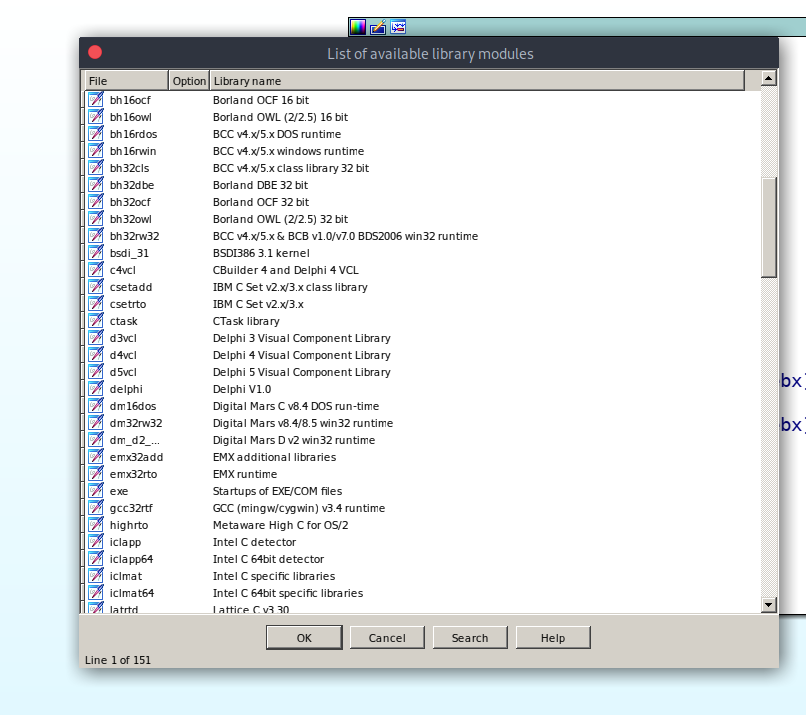 List of available library modules
File Option Library name
bh16ocf Borland OCF 16 bit
bh16owl Borland OWL (2/2.5) 16 bit
bh16rdos BCC v4.x/5.x DOS runtime
bh16rwin BCC v4.x/5.x windows runtime
bh32cls BCC v4.x/5.x class library 32 bit
bh32dbe Borland DBE 32 bit
bh32ocf Borland OCF 32 bit
bh32owl Borland OWL (2/2.5) 32 bit
bh32rw32 BCC v4.x/5.x & BCB v1.0/v7.0 BDS2006 win32 runtime
bsdi_31 BSDI386 3.1 kernel
c4vcl CBuilder 4 and Delphi 4 VCL
csetadd IBM C Set v2.x/3.x class library
csetrto IBM C Set v2.x/3.x
ctask CTask library
d3vcl Delphi 3 Visual Component Library
d4vcl Delphi 4 Visual Component Library
d5vcl Delphi 5 Visual Component Library
delphi Delphi V1.0
dm16dos Digital Mars C v8.4 DOS run-time
dm32rw32 Digital Mars v8.4/8.5 win32 runtime
dm_d2_... Digital Mars D v2 win32 runtime
emx32add EMX additional libraries
emx32rto EMX runtime
exe Startups of EXE/COM files
gcc32rtf GCC (mingw/cygwin) v3.4 runtime
highrto Metaware High C for OS/2
iclapp Intel C detector
iclapp64 Intel C 64bit detector
iclmat Intel C specific libraries
iclmat64 Intel C 64bit specific libraries
latrtd Lattice C v3.30
bx]
bx]
OK Cancel Search Help
Line 1 of 151